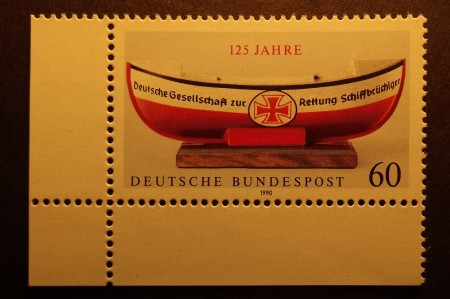 125 JAHRE
Deutsche Gesellschaft zur Rettung Schiffbrüchiger
DEUTSCHE BUNDESPOST 60
1990